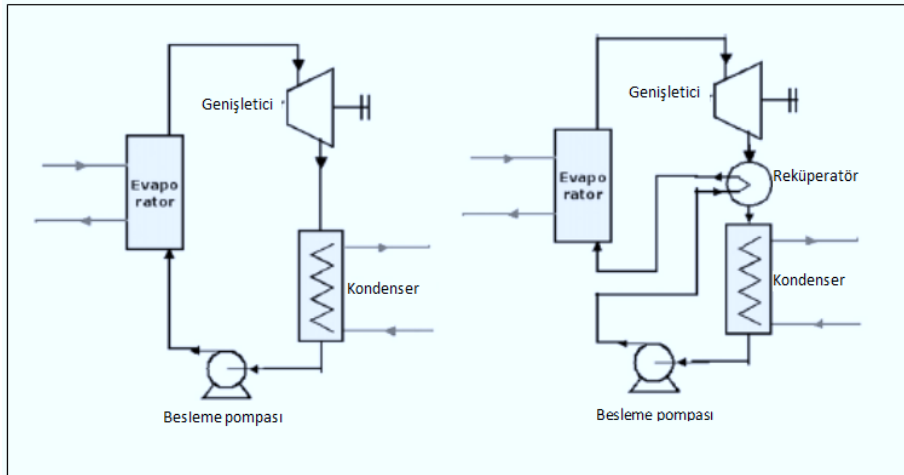 Genişletici
Evapo
rator
Kondenser
Besleme pompası
Genişletici
Reküperatör
Evapo
rator
Kondenser
Besleme pompası